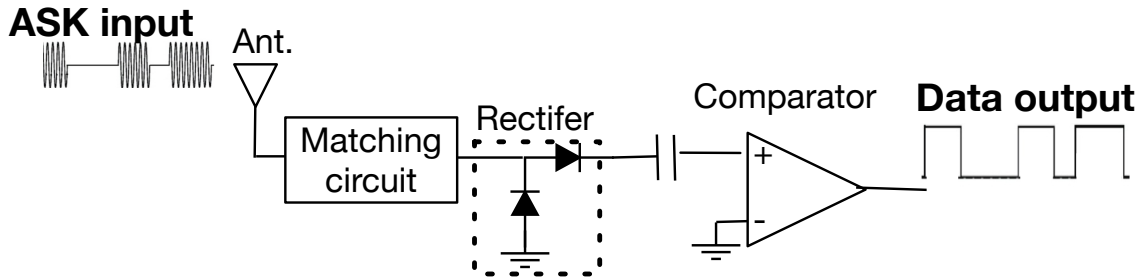 ASK input
Ant.
Matching
circuit
Rectifer
Comparator
+
-
Data output